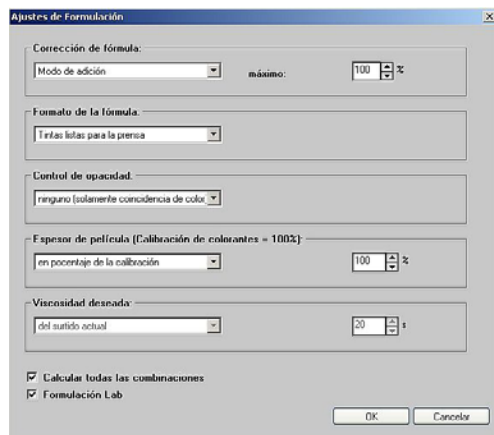 Ajustes de Formulación
Corrección de fórmula:
Modo de adición máximo: 100 %
Formato de la fórmula:
Tintas listas para la prensa
Control de opacidad:
ninguno (solamente coincidencia de color
Espesor de película (Calibración de colorantes = 100%):
en pocentaje de la calibración 100 %
Viscosidad deseada:
del surtido actual 20 s
Calcular todas las combinaciones
Formulación Lab
OK Cancelar